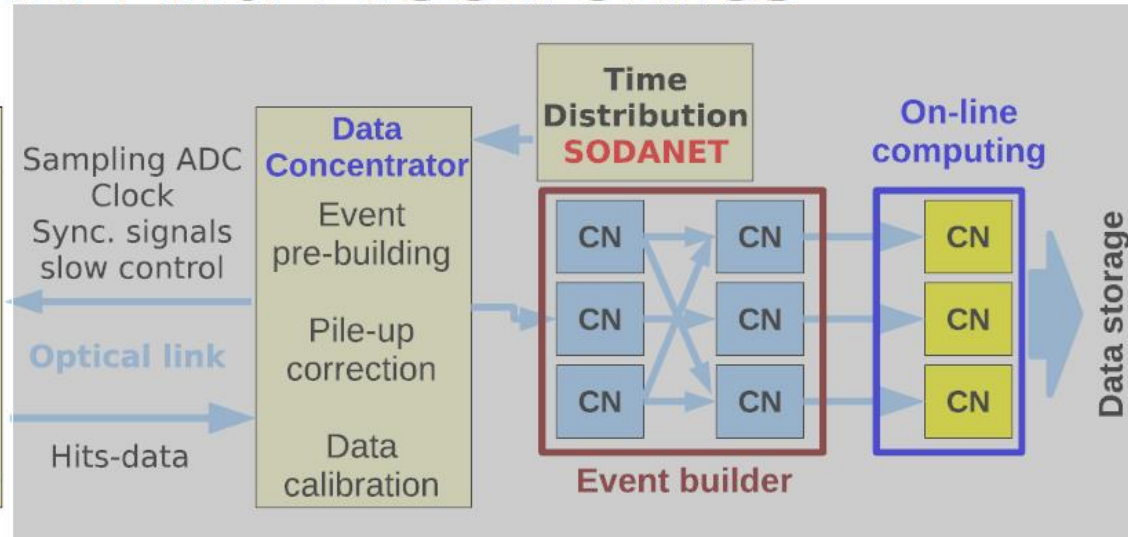 Time
Distribution
SODANET
Sampling ADC
Clock
Sync. signals
slow control
Optical link
Hits-data
Data
Concentrator
Event
pre-building
Pile-up
correction
Data
calibration
CN
CN
CN
CN
CN
CN
Event builder
On-line
computing
CN
CN
CN
Data storage